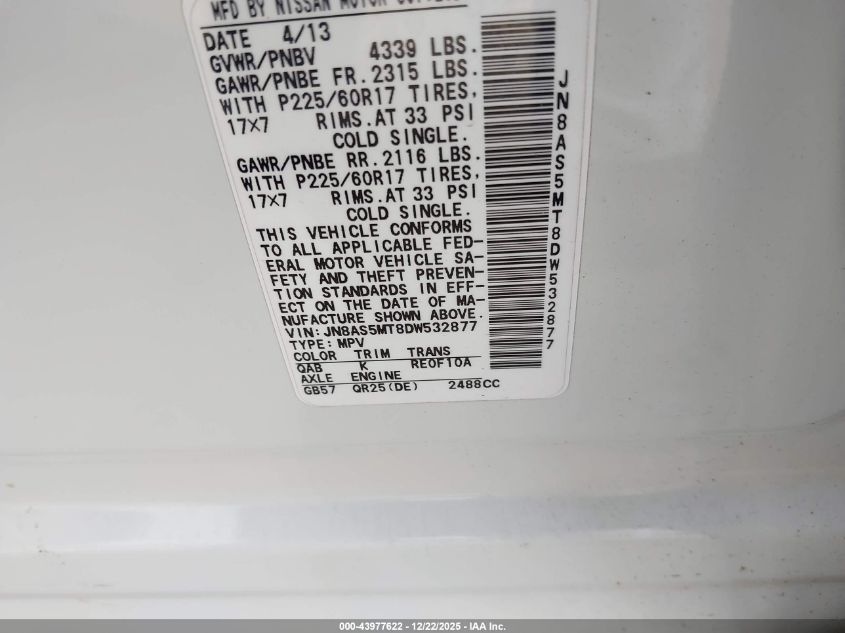 MFD BY NISSAN MOTOR
DATE 4/13
GVWR/PNBV 4339 LBS.
GAWR/PNBE FR. 2315 LBS.
WITH P225/60R17 TIRES,
17X7 RIMS. AT 33 PSI
COLD SINGLE.
GAWR/PNBE RR. 2116 LBS.
WITH P225/60R17 TIRES,
17X7 RIMS. AT 33 PSI
COLD SINGLE.
THIS VEHICLE CONFORMS
TO ALL APPLICABLE FED-
ERAL MOTOR VEHICLE SA-
FETY AND THEFT PREVEN-
TION STANDARDS IN EFF-
ECT ON THE DATE OF MA-
NUFACTURE SHOWN ABOVE.
VIN: JN8AS5MT8DW532877
TYPE: MPV
COLOR TRIM TRANS
QAB K RE0F10A
AXLE ENGINE
GB57 QR25(DE) 2488CC
JN8AS5MT8DW532877
000-43977622 - 12/22/2025 - IAA Inc.